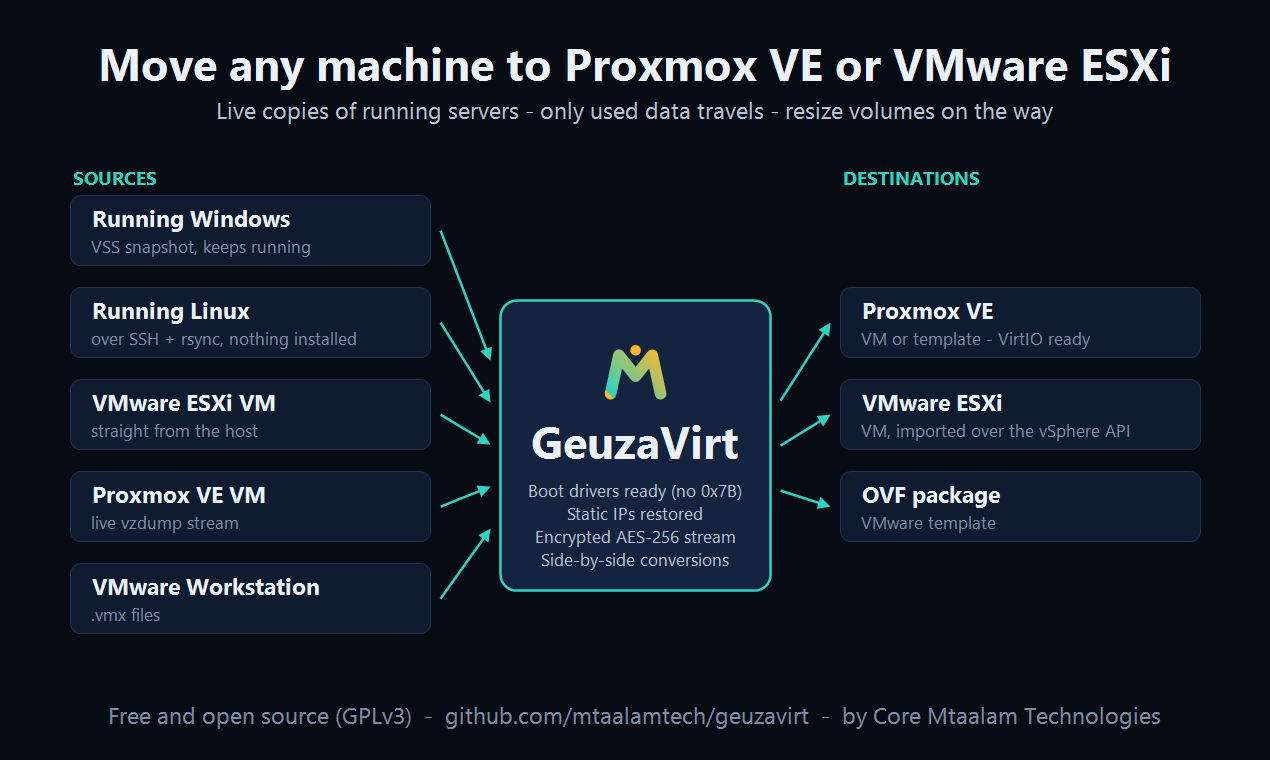 Move any machine to Proxmox VE or VMware ESXi
Live copies of running servers - only used data travels - resize volumes on the way
SOURCES
Running Windows
VSS snapshot, keeps running
Running Linux
over SSH + rsync, nothing installed
VMware ESXi VM
straight from the host
Proxmox VE VM
live vzdump stream
VMware Workstation
.vmx files
GeuzaVirt
Boot drivers ready (no 0x7B)
Static IPs restored
Encrypted AES-256 stream
Side-by-side conversions
DESTINATIONS
Proxmox VE
VM or template - VirtIO ready
VMware ESXi
VM, imported over the vSphere API
OVF package
VMware template
Free and open source (GPLv3) - github.com/mtaalamtech/geuzavirt - by Core Mtaalam Technologies